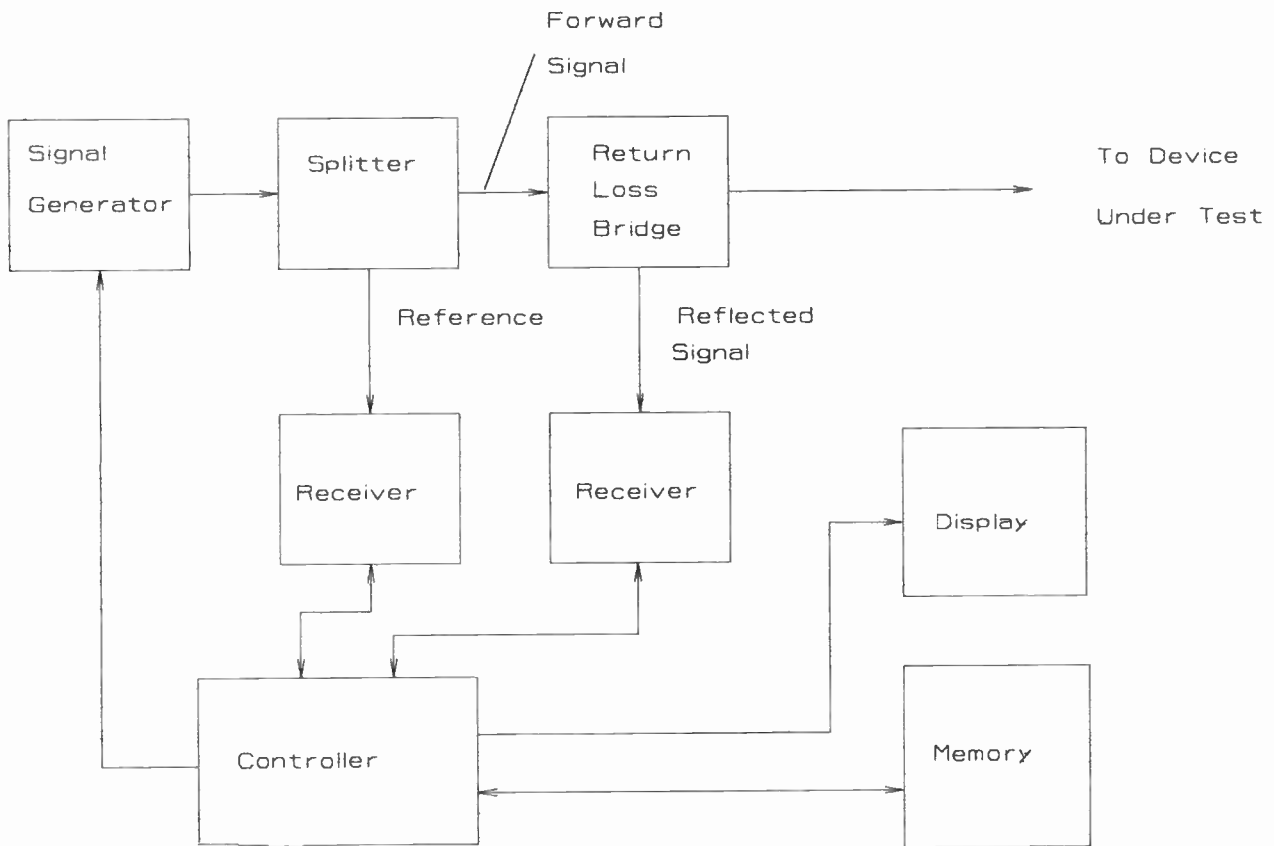 Forward
Signal
Signal
Generator
Splitter
Return
Loss
Bridge
To Device
Under Test
Reference
Reflected
Signal
Receiver
Receiver
Display
Controller
Memory